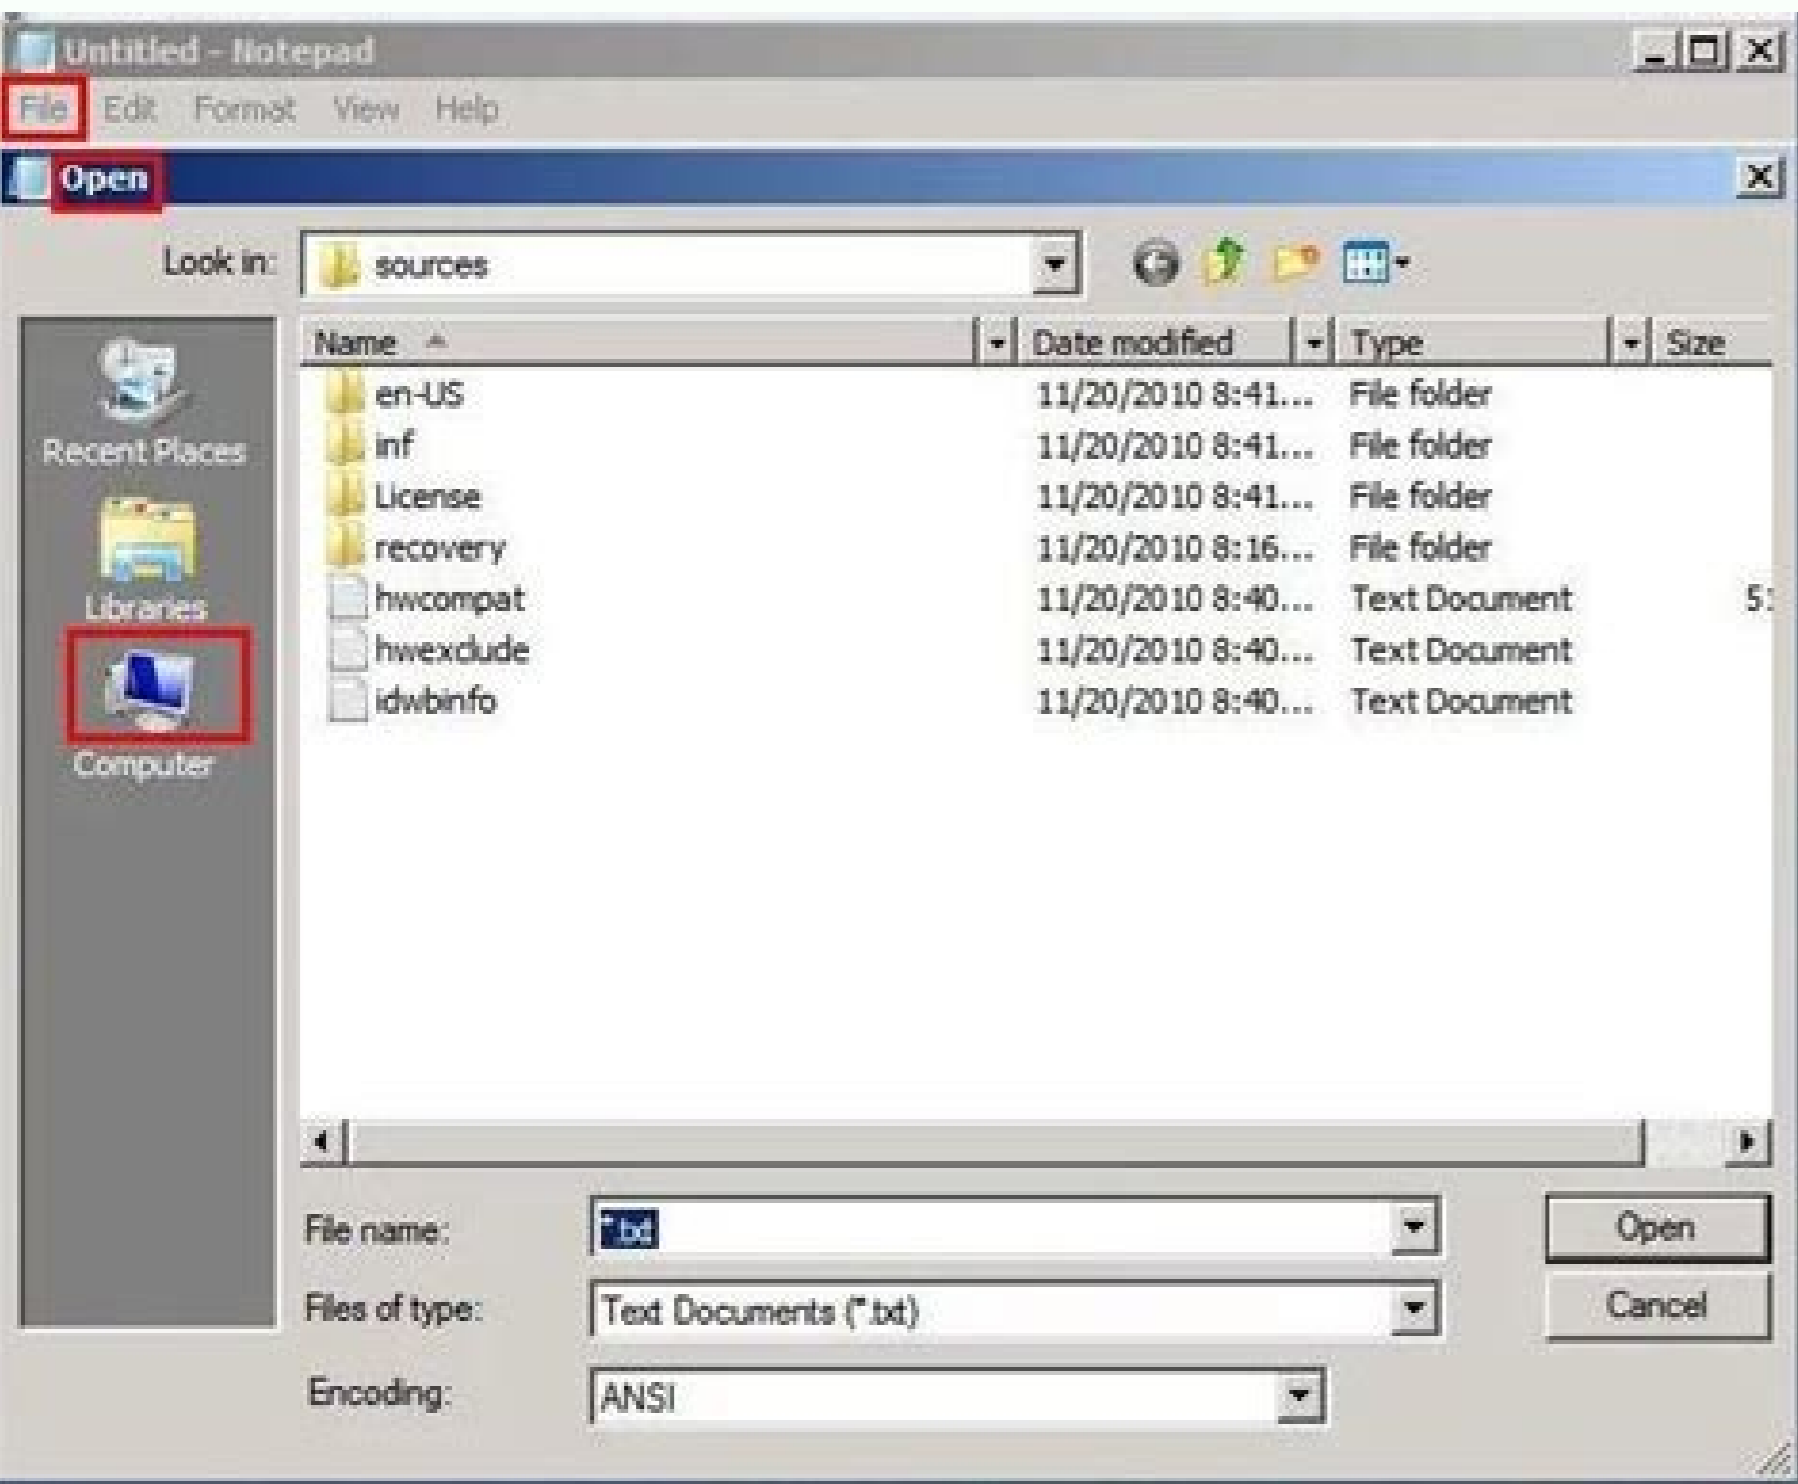 Untitled - Notepad
File Edit Format View Help
Open
Look in: sources
Name Date modified Type Size
Recent Places
Libraries
Computer
en-US 11/20/2010 8:41... File folder
inf 11/20/2010 8:41... File folder
License 11/20/2010 8:41... File folder
recovery 11/20/2010 8:16... File folder
hwcompat 11/20/2010 8:40... Text Document
hwexclude 11/20/2010 8:40... Text Document
idwbinfo 11/20/2010 8:40... Text Document
File name: *.txt Open
Files of type: Text Documents (*.txt) Cancel
Encoding: ANSI